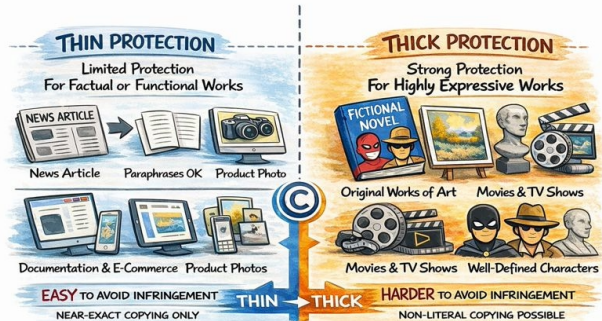 THIN PROTECTION
Limited Protection
For Factual or Functional Works
NEWS ARTICLE
News Article
Paraphrases OK
Product Photo
Documentation & E-Commerce
Product Photos
EASY TO AVOID INFRINGEMENT
NEAR-EXACT COPYING ONLY
©
THIN → THICK
THICK PROTECTION
Strong Protection
For Highly Expressive Works
FICTIONAL
NOVEL
Original Works of Art
Movies & TV Shows
Movies & TV Shows
Well-Defined Characters
HARDER TO AVOID INFRINGEMENT
NON-LITERAL COPYING POSSIBLE